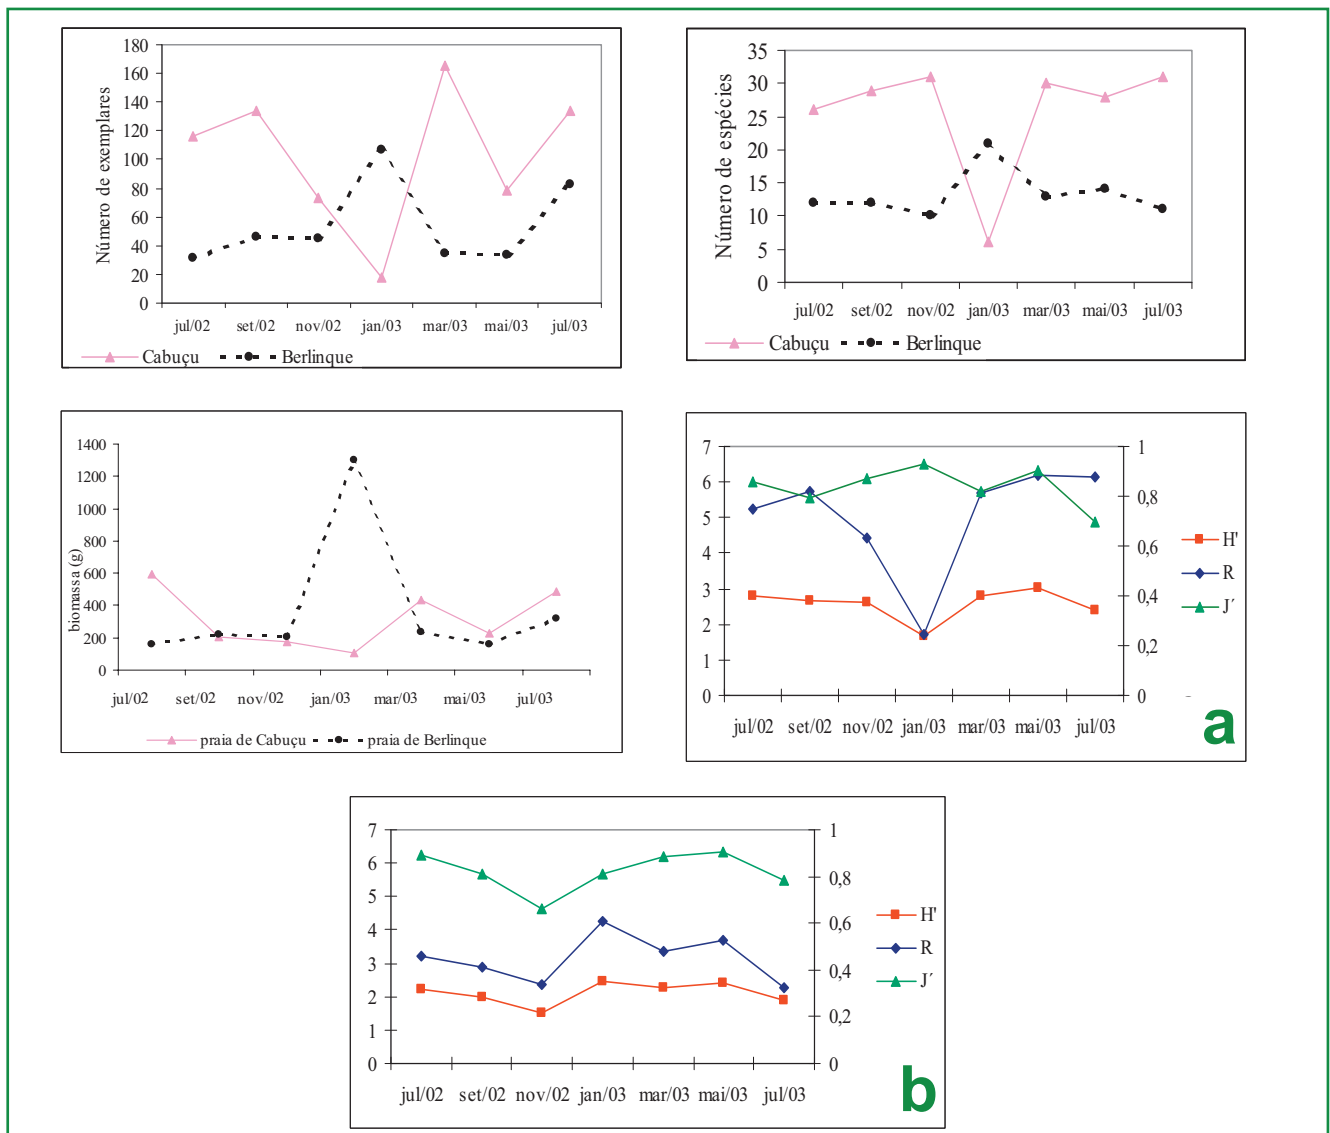 Número de exemplares
180
160
140
120
100
80
60
40
20
0
jul/02 set/02 nov/02 jan/03 mar/03 mai/03 jul/03
Cabuçu Berlinque
Número de espécies
35
30
25
20
15
10
5
0
jul/02 set/02 nov/02 jan/03 mar/03 mai/03 jul/03
Cabuçu Berlinque
biomassa (g)
1400
1200
1000
800
600
400
200
0
jul/02 set/02 nov/02 jan/03 mar/03 mai/03 jul/03
praia de Cabuçu praia de Berlinque
7
6
5
4
3
2
1
0
1
0,8
0,6
0,4
0,2
0
jul/02 set/02 nov/02 jan/03 mar/03 mai/03 jul/03
H'
R
J´
a
7
6
5
4
3
2
1
0
1
0,8
0,6
0,4
0,2
0
jul/02 set/02 nov/02 jan/03 mar/03 mai/03 jul/03
H'
R
J´
b